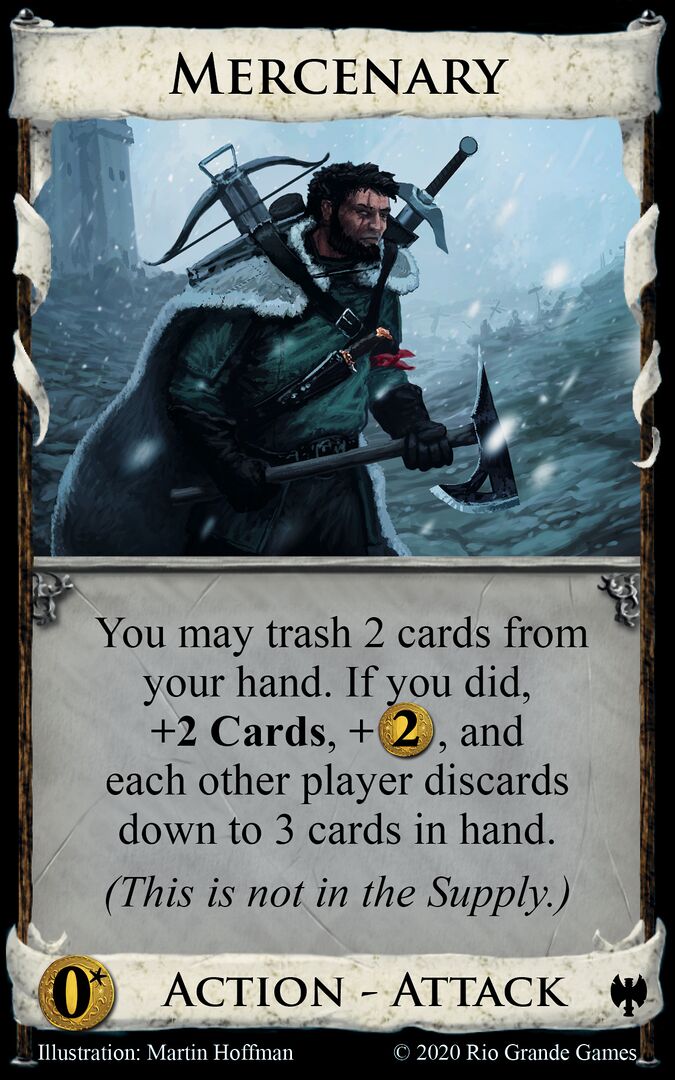 MERCENARY
You may trash 2 cards from
your hand. If you did,
+2 Cards, +2, and
each other player discards
down to 3 cards in hand.
(This is not in the Supply.)
0* ACTION - ATTACK
Illustration: Martin Hoffman © 2020 Rio Grande Games